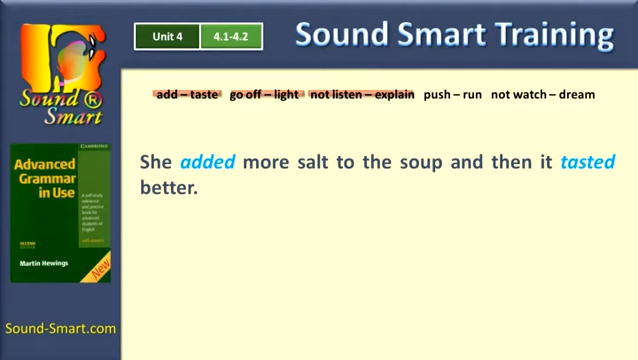 Unit 4
4.1-4.2
Sound Smart Training
Sound ® Smart
add – taste go off – light not listen – explain push – run not watch – dream
She added more salt to the soup and then it tasted
better.
CAMBRIDGE
Advanced
Grammar
in Use
Martin Hewings
New
Sound-Smart.com